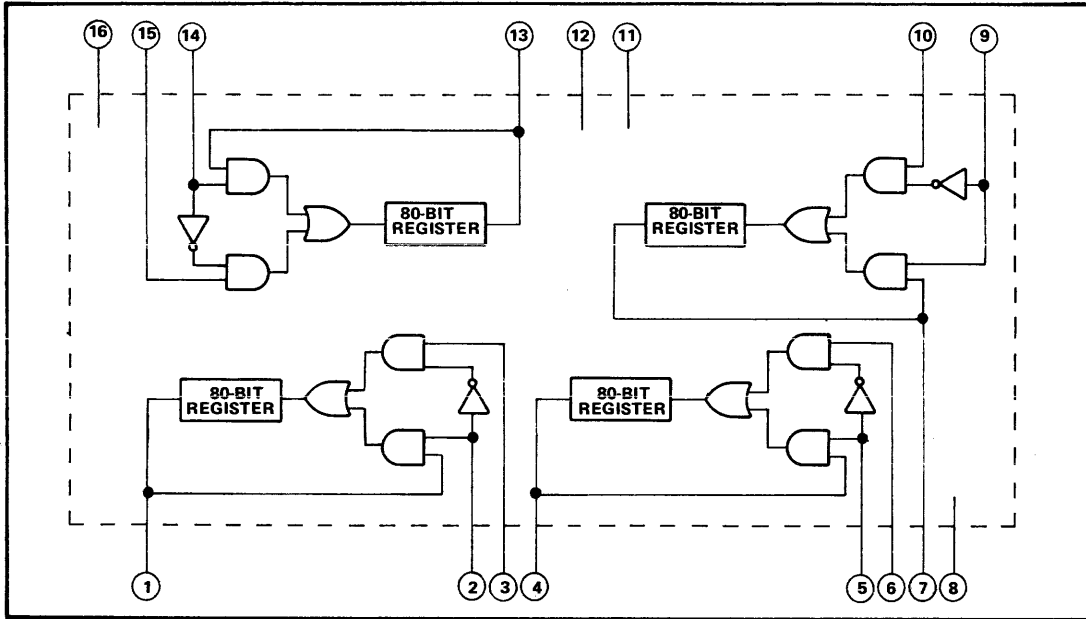 16 15 14 13 12 11 10 9
80-BIT
REGISTER
80-BIT
REGISTER
80-BIT
REGISTER
80-BIT
REGISTER
1 2 3 4 5 6 7 8